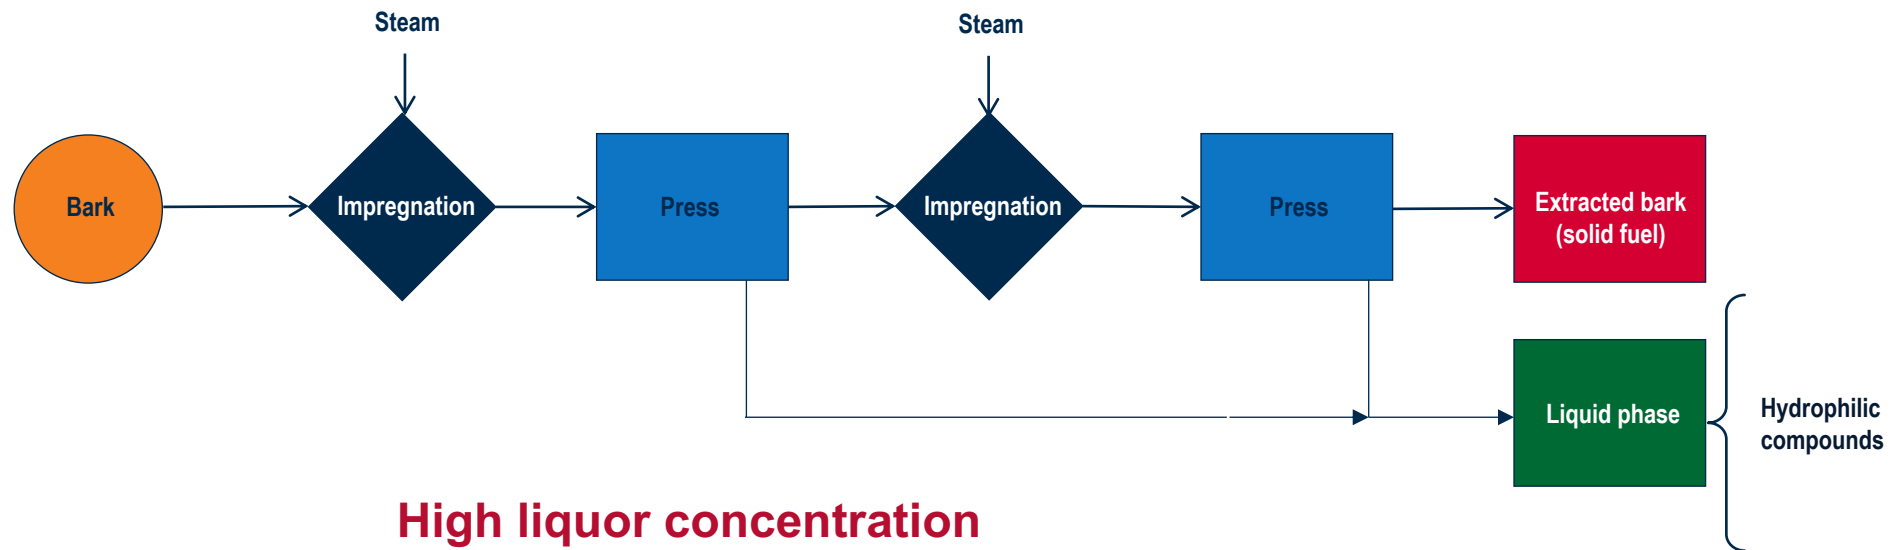 Steam
Steam
Bark
Impregnation
Press
Impregnation
Press
Extracted bark
(solid fuel)
Liquid phase
Hydrophilic
compounds
High liquor concentration